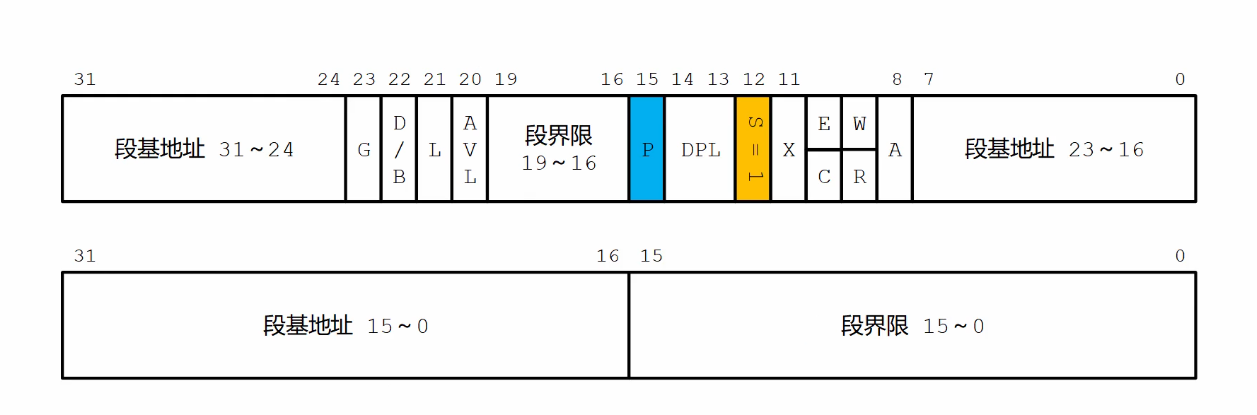 31 24 23 22 21 20 19 16 15 14 13 12 11 8 7 0
段基地址 31~24 G D/B L AVL 段界限 19~16 P DPL S=1 X E W A 段基地址 23~16
C R
31 16 15 0
段基地址 15~0 段界限 15~0